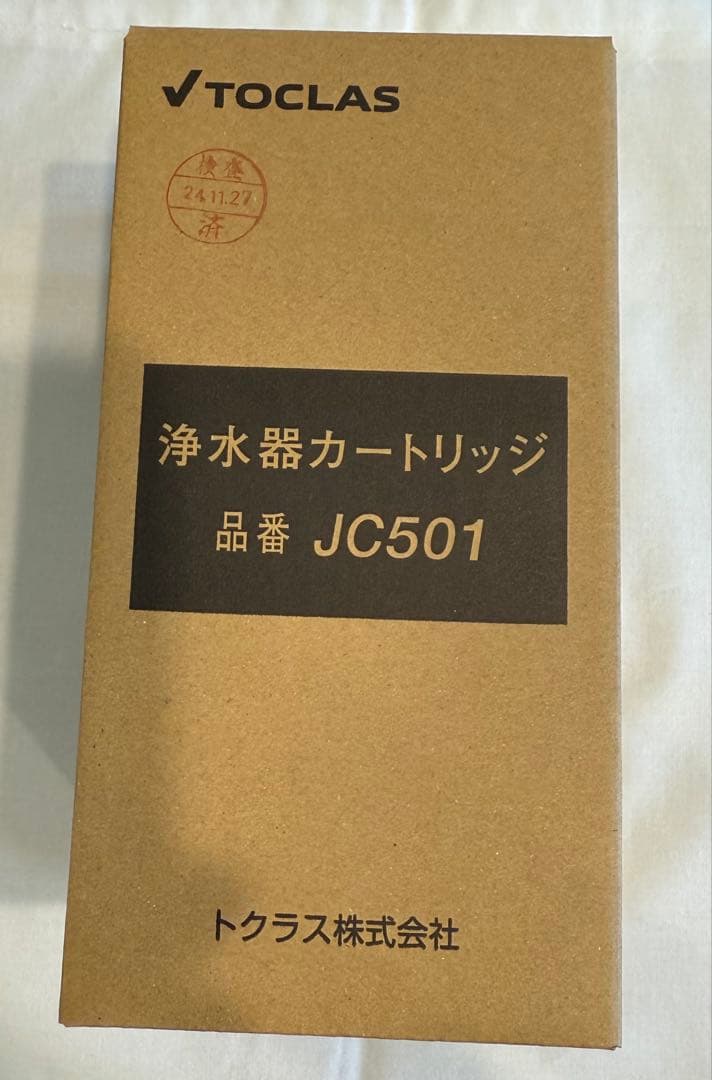 TOCLAS
検査
24.11.27
済
浄水器カートリッジ
品番 JC501
トクラス株式会社